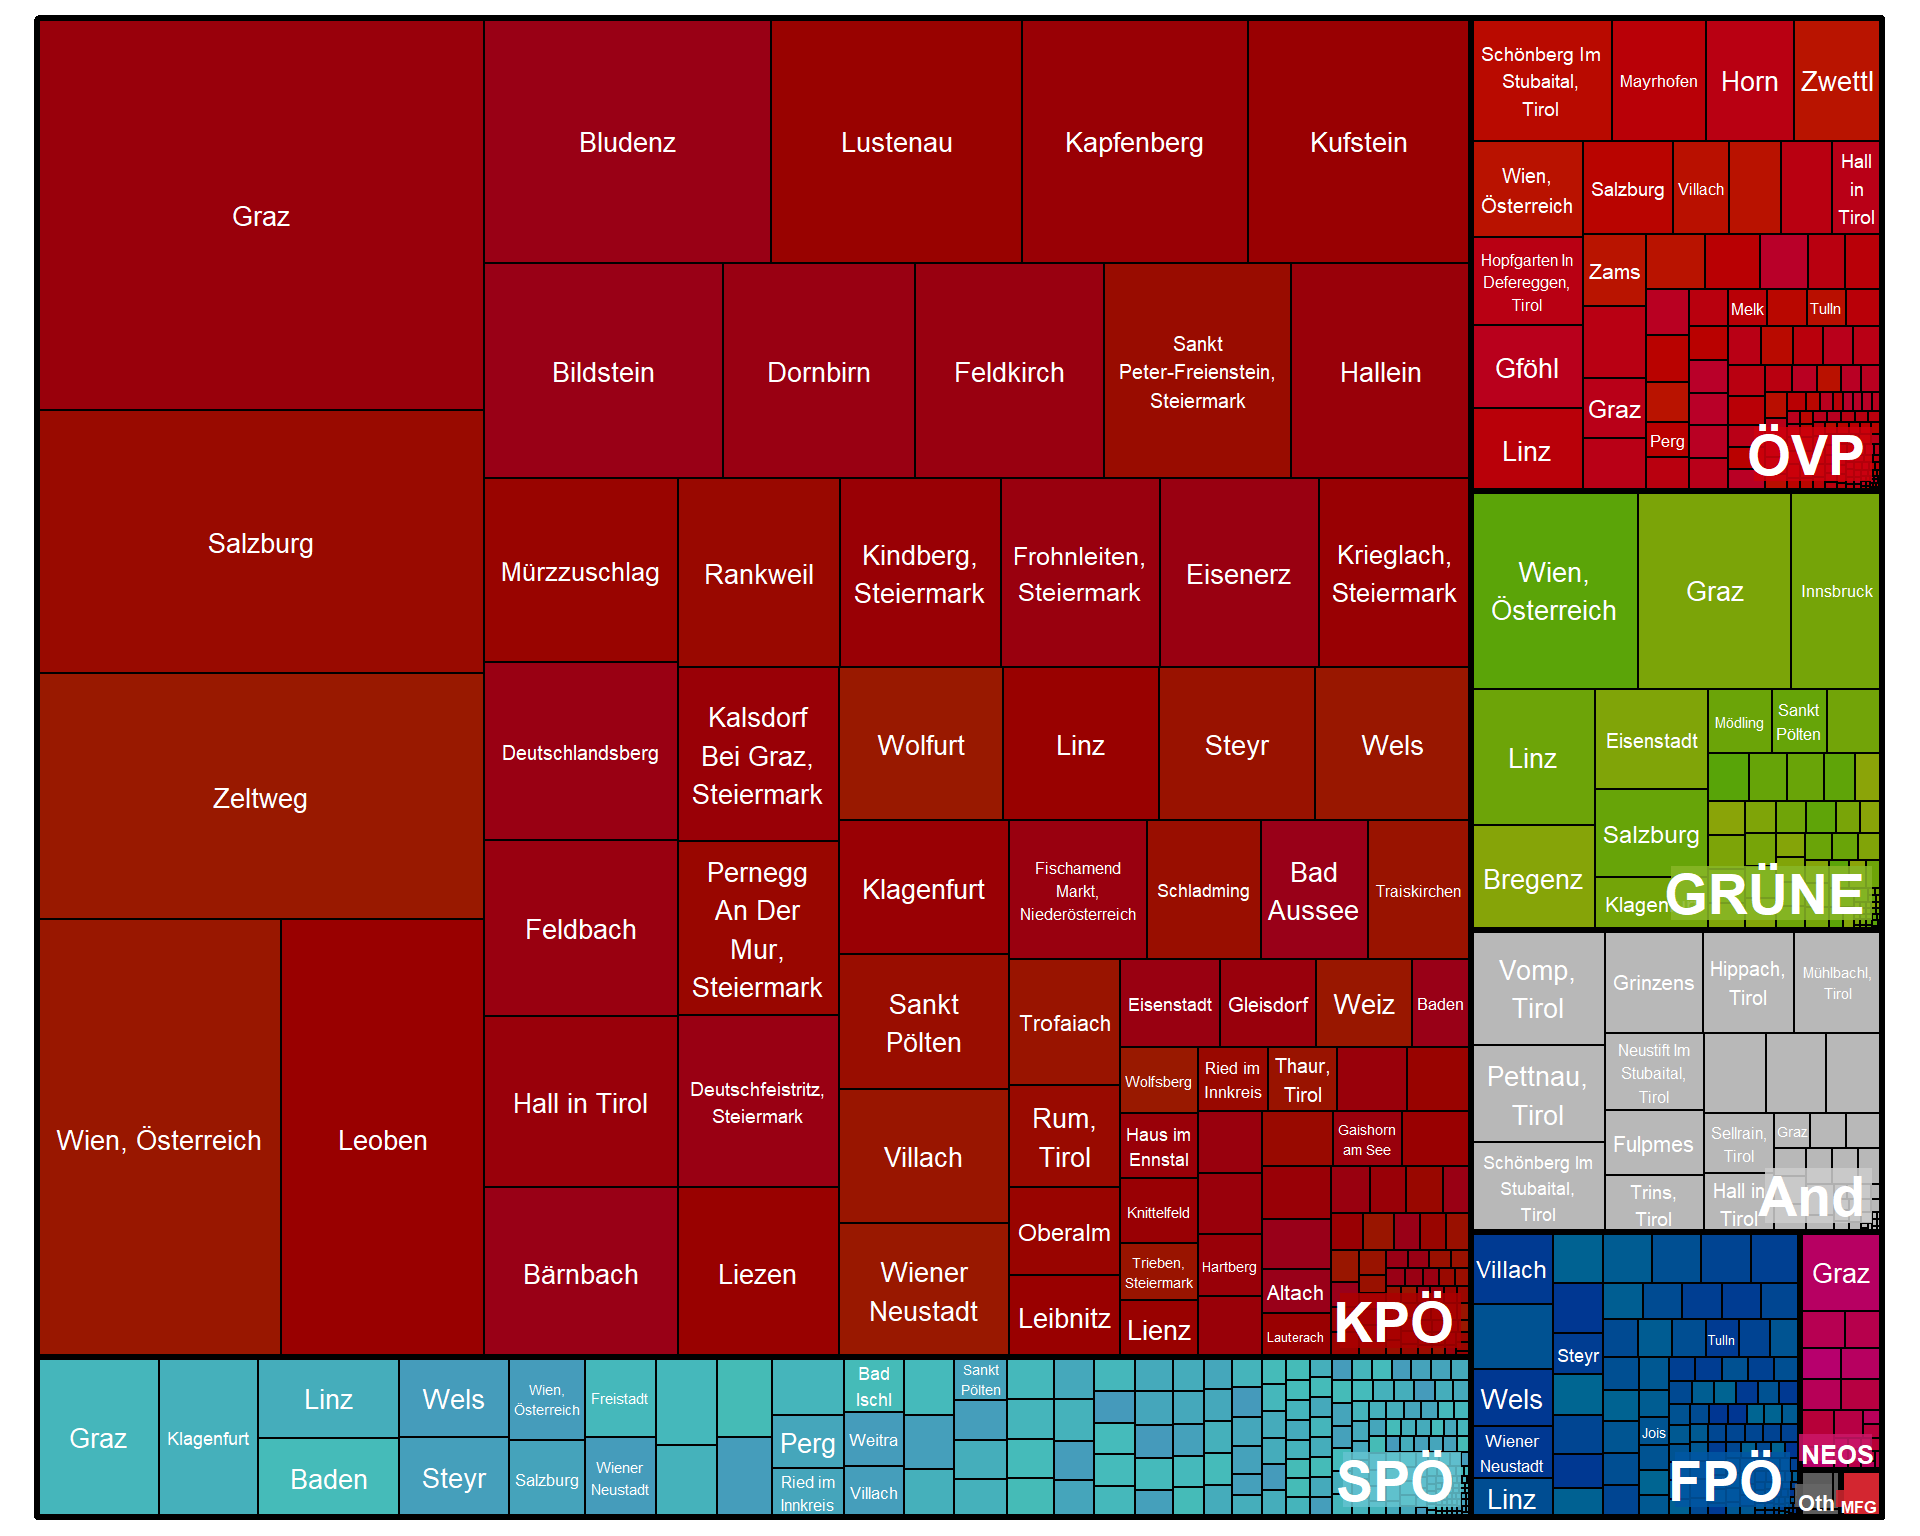 Graz
Salzburg
Zeltweg
Wien, Österreich
Leoben
Bludenz
Lustenau
Kapfenberg
Kufstein
Bildstein
Dornbirn
Feldkirch
Sankt
Peter-Freienstein,
Steiermark
Hallein
Mürzzuschlag
Rankweil
Kindberg,
Steiermark
Frohnleiten,
Steiermark
Eisenerz
Krieglach,
Steiermark
Deutschlandsberg
Kalsdorf
Bei Graz,
Steiermark
Wolfurt
Linz
Steyr
Wels
Feldbach
Pernegg
An Der
Mur,
Steiermark
Klagenfurt
Fischamend
Markt,
Niederösterreich
Schladming
Bad
Aussee
Traiskirchen
Hall in Tirol
Deutschfeistritz,
Steiermark
Sankt
Pölten
Trofaiach
Eisenstadt
Gleisdorf
Weiz
Baden
Wolfsberg
Ried im
Innkreis
Thaur,
Tirol
Villach
Rum,
Tirol
Haus im
Ennstal
Gaishorn
am See
Bärnbach
Liezen
Wiener
Neustadt
Oberalm
Knittelfeld
Trieben,
Steiermark
Hartberg
Altach
Leibnitz
Lienz
Lauterach
KPÖ
Graz
Klagenfurt
Linz
Baden
Wels
Steyr
Wien,
Österreich
Salzburg
Freistadt
Wiener
Neustadt
Perg
Ried im
Innkreis
Bad
Ischl
Weitra
Villach
Sankt
Pölten
SPÖ
Schönberg Im
Stubaital,
Tirol
Mayrhofen
Horn
Zwettl
Wien,
Österreich
Salzburg
Villach
Hall
in
Tirol
Hopfgarten In
Defereggen,
Tirol
Zams
Melk
Tulln
Gföhl
Graz
Perg
Linz
ÖVP
Wien,
Österreich
Graz
Innsbruck
Linz
Eisenstadt
Mödling
Sankt
Pölten
Salzburg
Bregenz
Klagen
GRÜNE
Vomp,
Tirol
Grinzens
Hippach,
Tirol
Mühlbachl,
Tirol
Pettnau,
Tirol
Neustift Im
Stubaital,
Tirol
Fulpmes
Sellrain,
Tirol
Graz
Schönberg Im
Stubaital,
Tirol
Trins,
Tirol
Hall in
Tirol
And
Villach
Steyr
Tulln
Wels
Wiener
Neustadt
Jois
Linz
FPÖ
Graz
NEOS
Oth
MFG